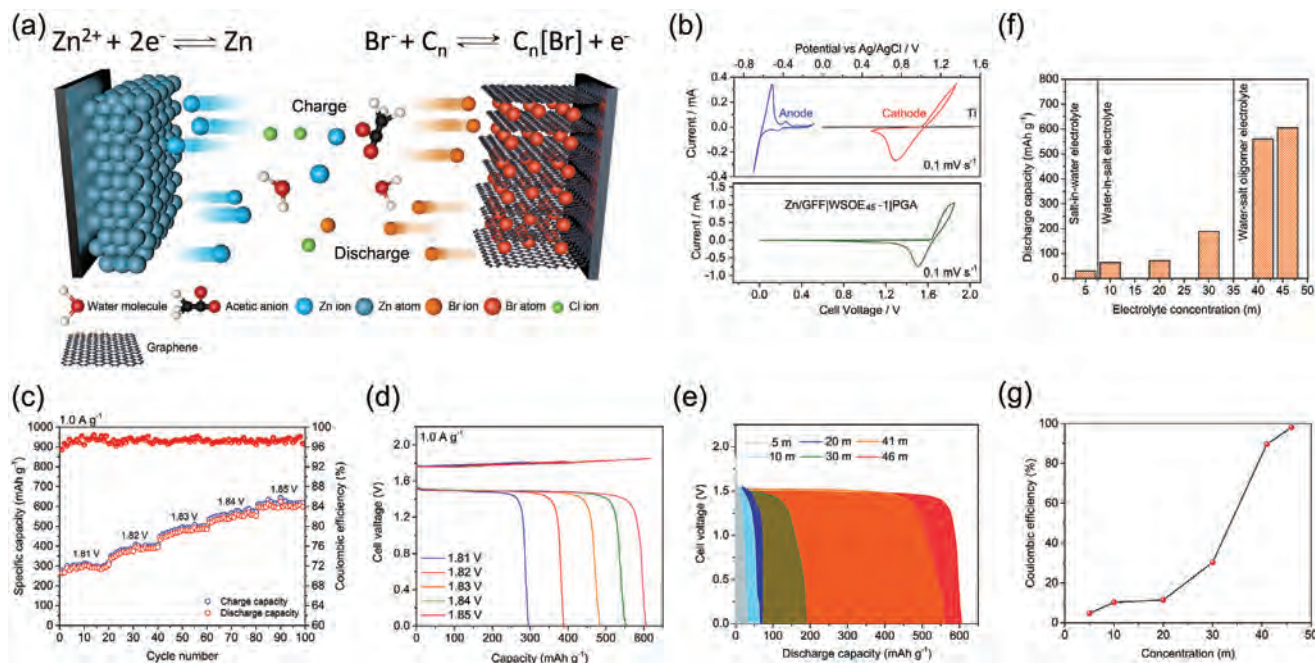 (a)
Zn²⁺ + 2e⁻ ⇌ Zn
Br⁻ + Cₙ ⇌ Cₙ[Br] + e⁻
Charge
Discharge
Water molecule Acetic anion Zn ion Zn atom Br ion Br atom Cl ion
Graphene
(b)
Potential vs Ag/AgCl / V
-0.6 -0.3 0.0 0.3 0.6 0.9 1.2 1.6
Current / mA
0.4
0.2
0.0
-0.2
-0.4
Anode
Cathode
Ti
0.1 mV s⁻¹
Current / mA
1.0
0.5
0.0
-0.5
-1.0
Zn/GFF|WSOE₄₆-1|PGA
0.1 mV s⁻¹
0.0 0.4 0.8 1.2 1.6 2.0
Cell Voltage / V
(f)
Discharge capacity (mAh g⁻¹)
800
700
600
500
400
300
200
100
0
Salt-in-water electrolyte
Water-in-salt electrolyte
Water-salt oligomer electrolyte
5 10 15 20 25 30 35 40 45 50
Electrolyte concentration (m)
(c)
1.0 A g⁻¹
Specific capacity (mAh g⁻¹)
1000
900
800
700
600
500
400
300
200
100
0
1.81 V
1.82 V
1.83 V
1.84 V
1.85 V
Charge capacity
Discharge capacity
100
96
92
88
84
80
76
72
68
64
60
Coulombic efficiency (%)
0 10 20 30 40 50 60 70 80 90 100
Cycle number
(d)
1.0 A g⁻¹
Cell valtage (V)
2.0
1.6
1.2
0.8
0.4
0.0
1.81 V
1.82 V
1.83 V
1.84 V
1.85 V
0 100 200 300 400 500 600
Capacity (mAh g⁻¹)
(e)
Cell voltage (V)
2.0
1.5
1.0
0.5
0.0
5 m 20 m 41 m
10 m 30 m 46 m
0 100 200 300 400 500 600
Discharge capacity (mAh g⁻¹)
(g)
Coulombic efficiency (%)
100
80
60
40
20
0
0 10 20 30 40 50
Concentration (m)